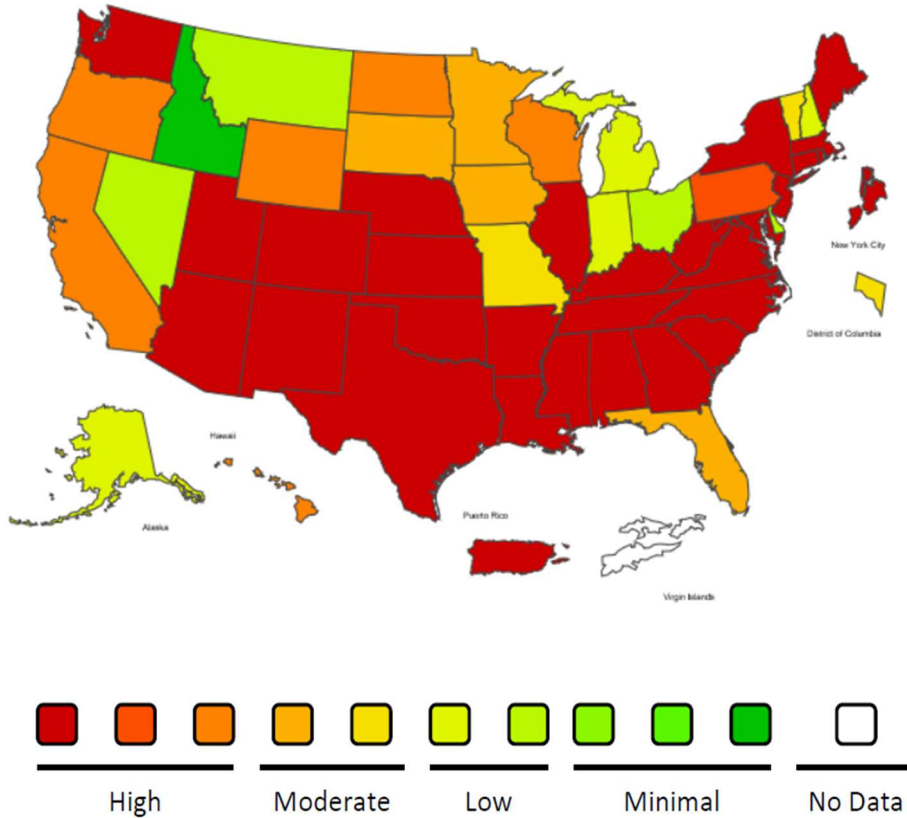 New York City
District of Columbia
Hawaii
Alaska
Puerto Rico
Virgin Islands
High Moderate Low Minimal No Data